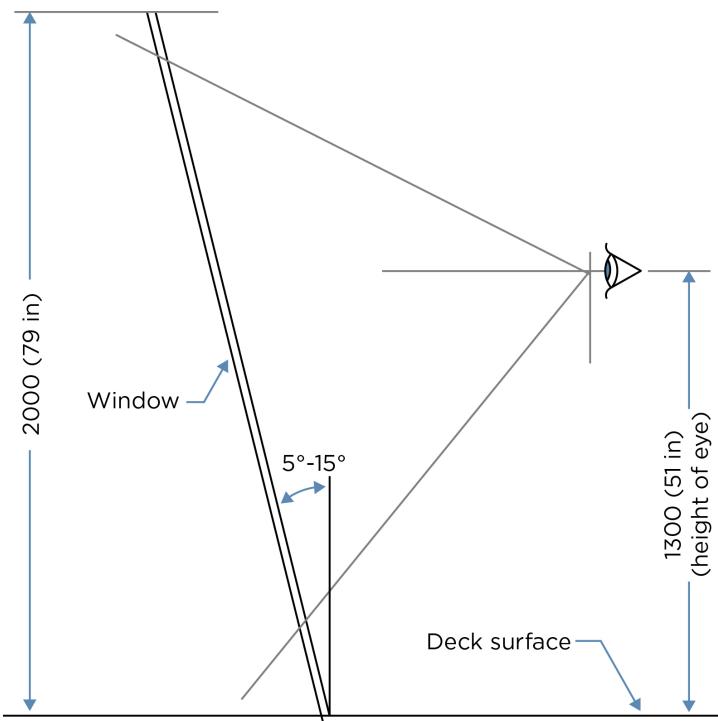 2000 (79 in)
Window
5°-15°
1300 (51 in)
(height of eye)
Deck surface